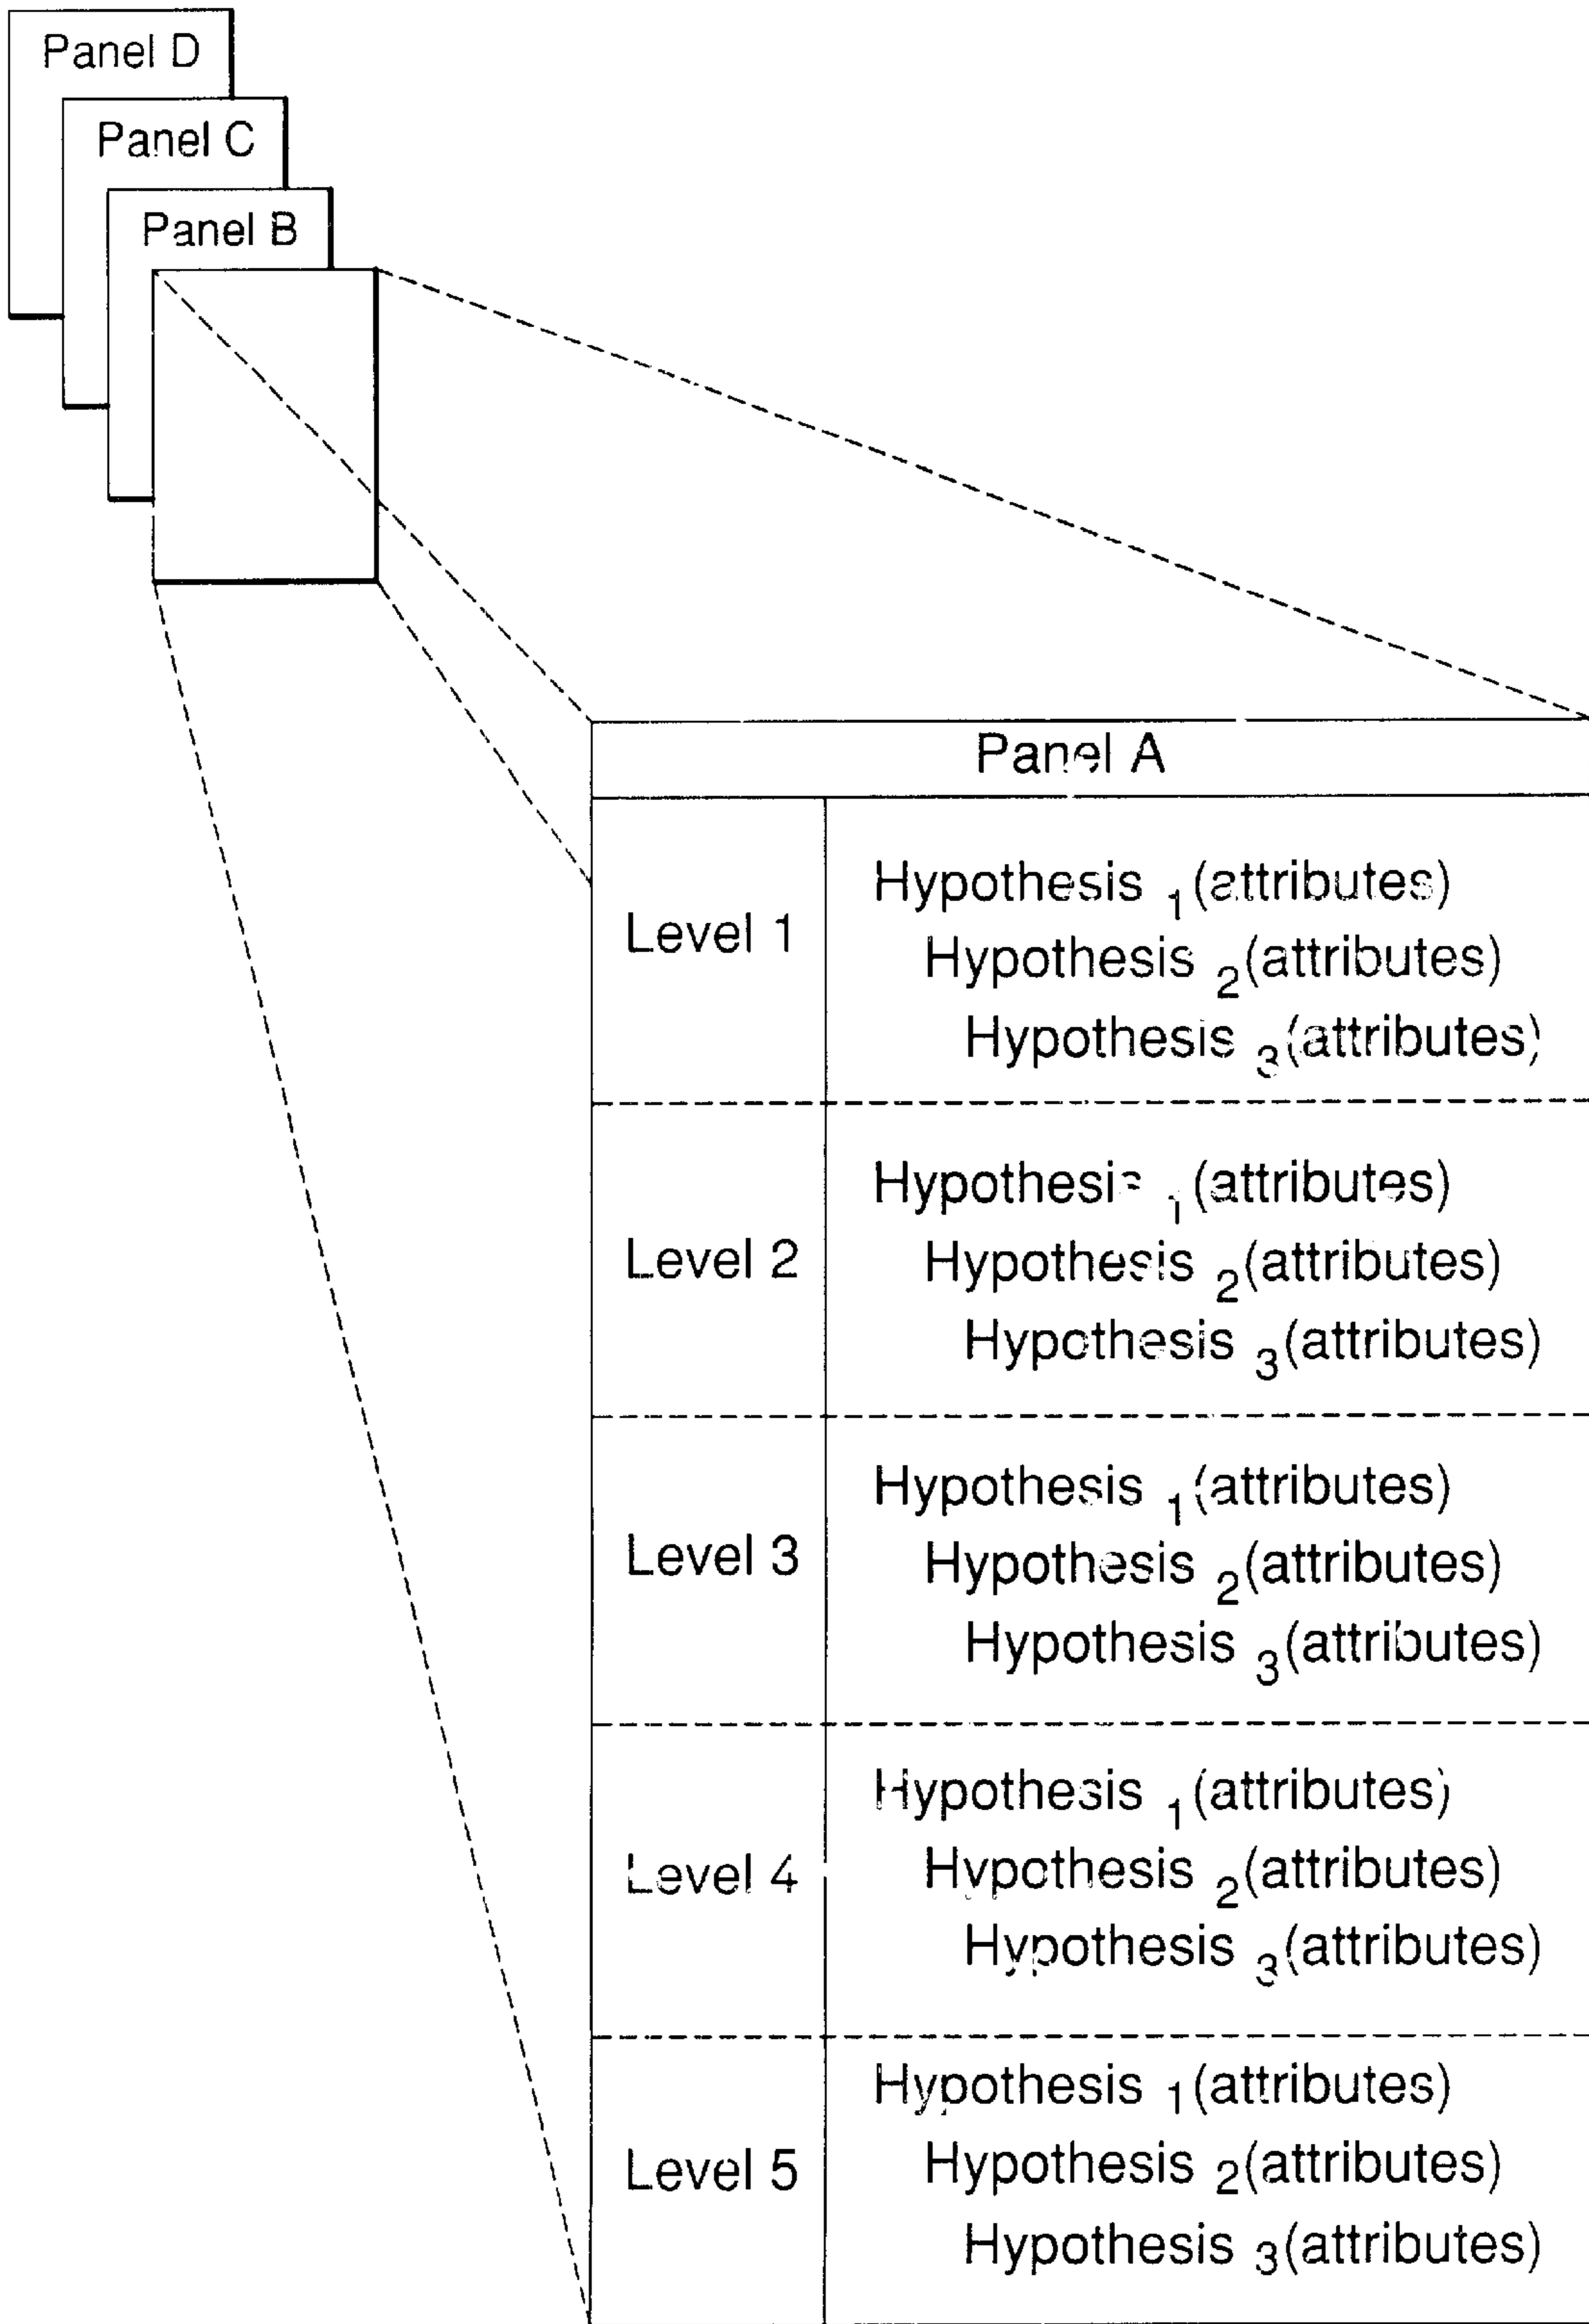 Panel D
Panel C
Panel B
Panel A
Level 1
Hypothesis 1(attributes)
Hypothesis 2(attributes)
Hypothesis 3(attributes)
Level 2
Hypothesis 1(attributes)
Hypothesis 2(attributes)
Hypothesis 3(attributes)
Level 3
Hypothesis 1(attributes)
Hypothesis 2(attributes)
Hypothesis 3(attributes)
Level 4
Hypothesis 1(attributes)
Hypothesis 2(attributes)
Hypothesis 3(attributes)
Level 5
Hypothesis 1(attributes)
Hypothesis 2(attributes)
Hypothesis 3(attributes)